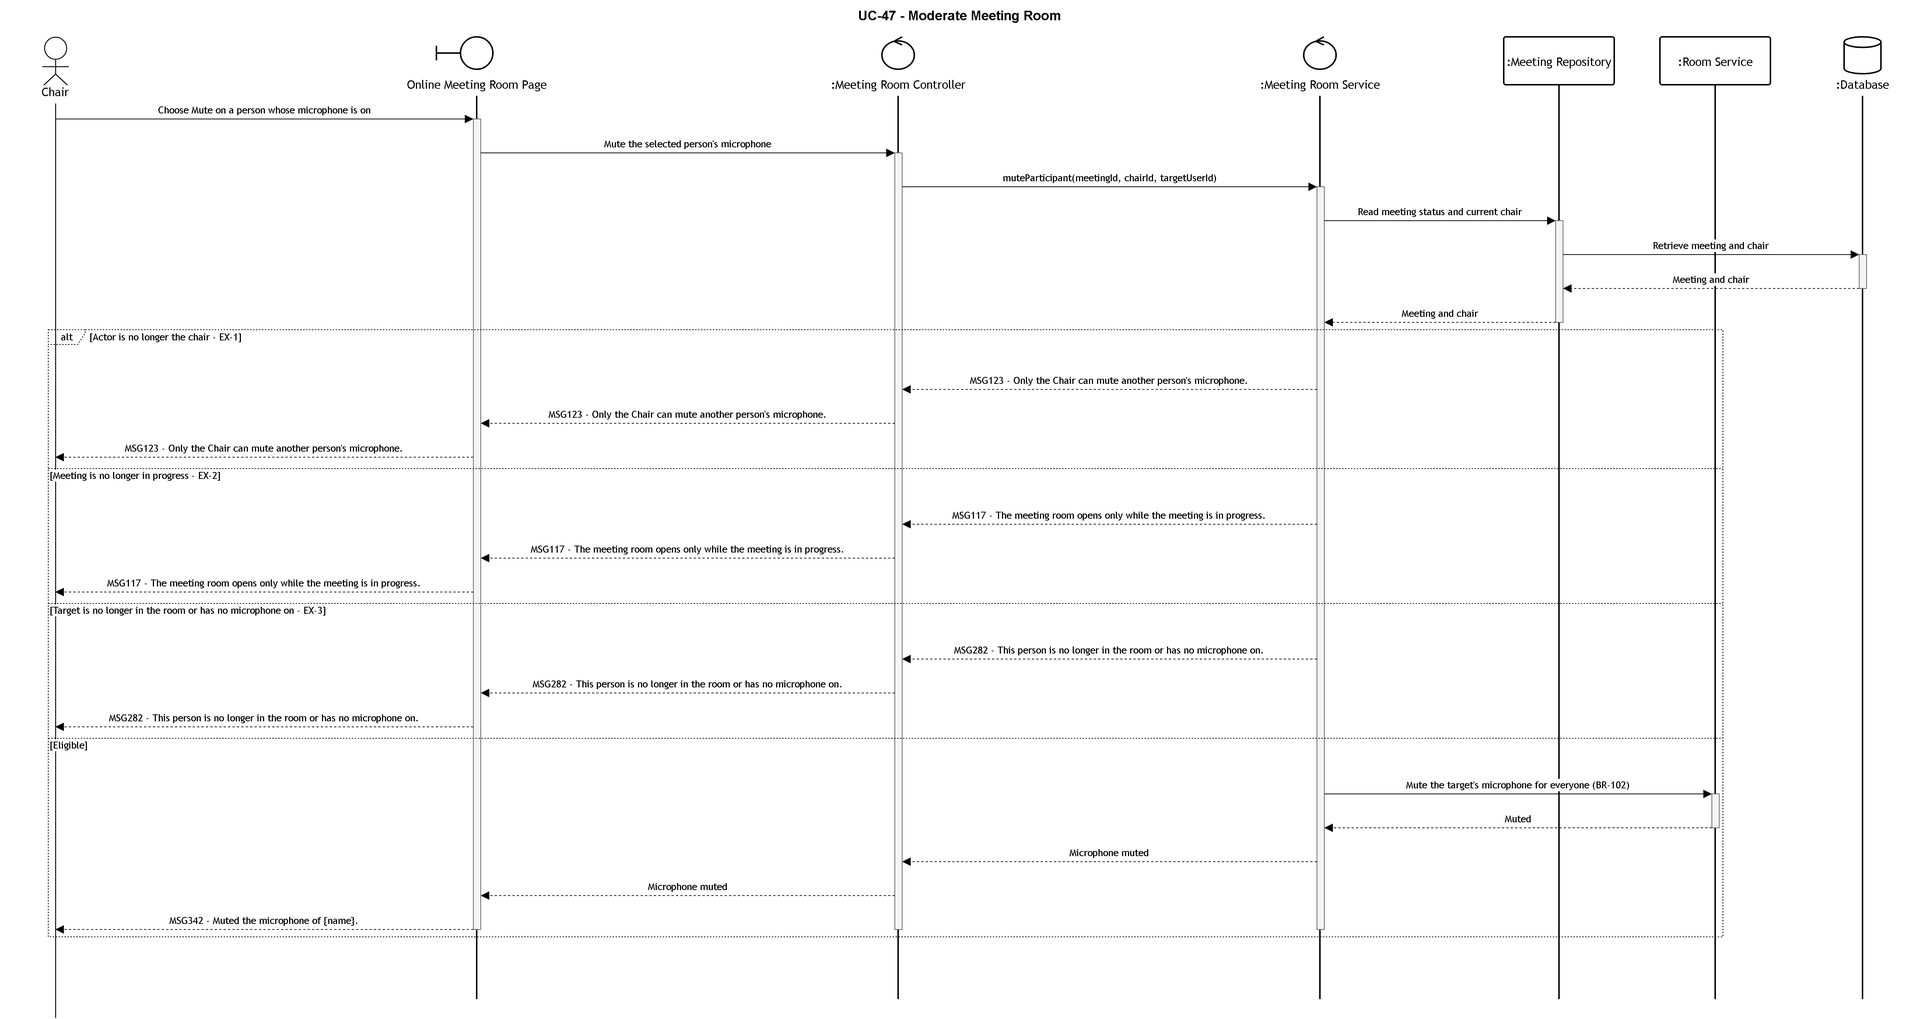 UC-47 - Moderate Meeting Room
Chair
Online Meeting Room Page
:Meeting Room Controller
:Meeting Room Service
:Meeting Repository
:Room Service
:Database
Choose Mute on a person whose microphone is on
Mute the selected person's microphone
muteParticipant(meetingId, chairId, targetUserId)
Read meeting status and current chair
Retrieve meeting and chair
Meeting and chair
Meeting and chair
alt [Actor is no longer the chair - EX-1]
MSG123 - Only the Chair can mute another person's microphone.
MSG123 - Only the Chair can mute another person's microphone.
MSG123 - Only the Chair can mute another person's microphone.
[Meeting is no longer in progress - EX-2]
MSG117 - The meeting room opens only while the meeting is in progress.
MSG117 - The meeting room opens only while the meeting is in progress.
MSG117 - The meeting room opens only while the meeting is in progress.
[Target is no longer in the room or has no microphone on - EX-3]
MSG282 - This person is no longer in the room or has no microphone on.
MSG282 - This person is no longer in the room or has no microphone on.
MSG282 - This person is no longer in the room or has no microphone on.
[Eligible]
Mute the target's microphone for everyone (BR-102)
Muted
Microphone muted
Microphone muted
MSG342 - Muted the microphone of {name}.